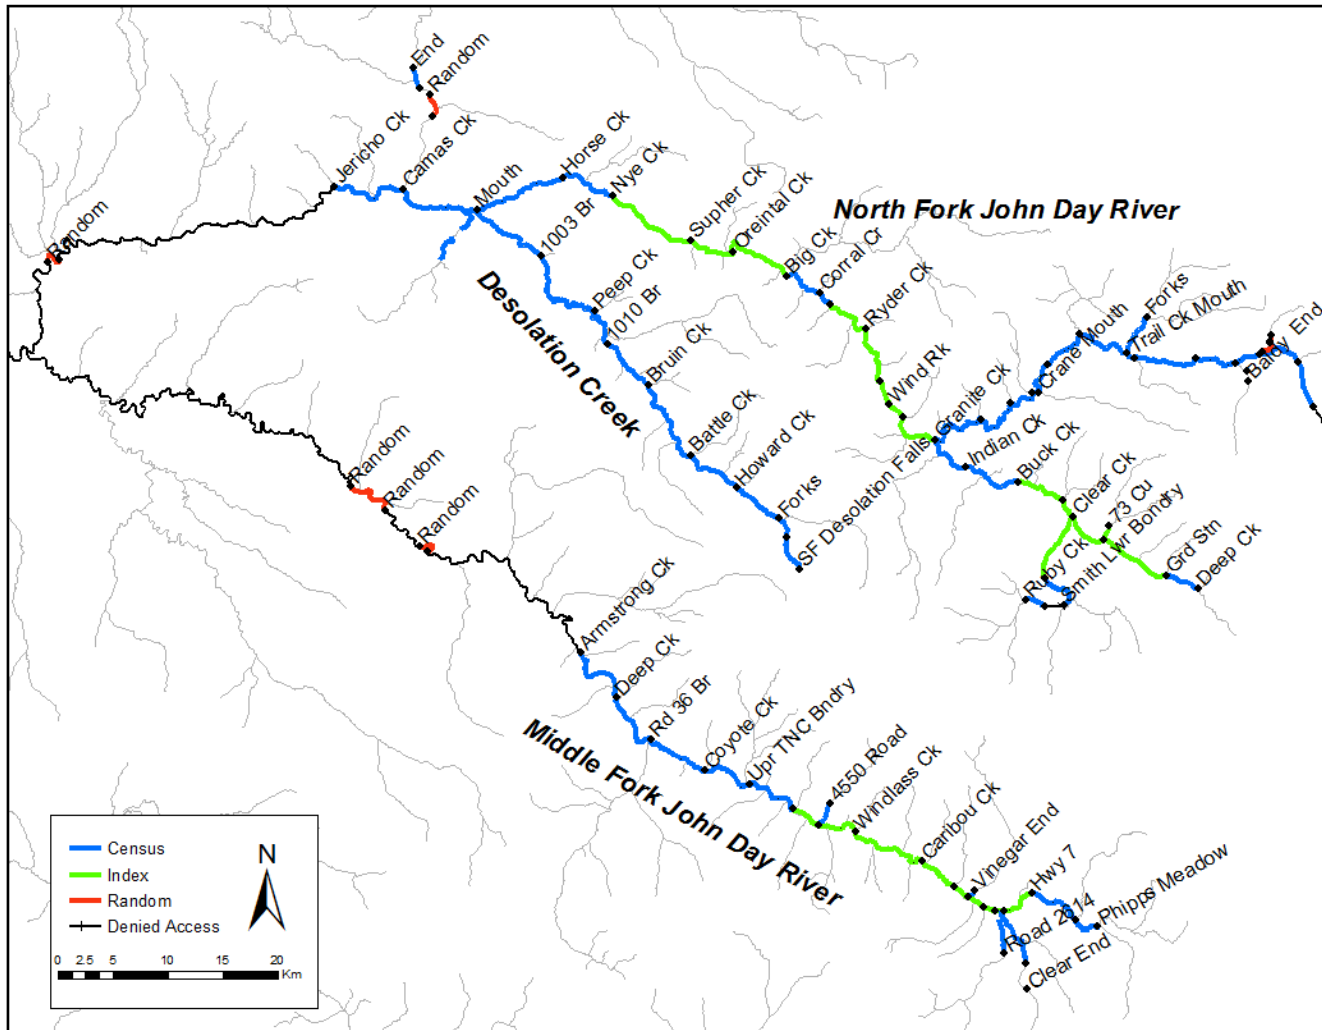 End
Random
Jericho Ck
Camas Ck
Mouth
Horse Ck
Nye Ck
Supher Ck
Oreintal Ck
North Fork John Day River
Random
1003 Br
Peep Ck
1010 Br
Big Ck
Corral Cr
Ryder Ck
Desolation Creek
Bruin Ck
Wind Rk
Crane Mouth
Forks
Trail Ck Mouth
Baldy End
Battle Ck
Howard Ck
Forks
SF Desolation Falls
Granite Ck
Indian Ck
Buck Ck
Clear Ck
73 Cu
Ruby Ck
Smith Lwr Bondry
Grd Stn
Deep Ck
Random
Random
Random
Armstrong Ck
Deep Ck
Rd 36 Br
Coyote Ck
Upr TNC Bndry
4550 Road
Windlass Ck
Middle Fork John Day River
Caribou Ck
Vinegar End
Hwy 7
Road 2614
Phipps Meadow
Clear End
Census
Index
Random
Denied Access
N
0 2.5 5 10 15 20
Km